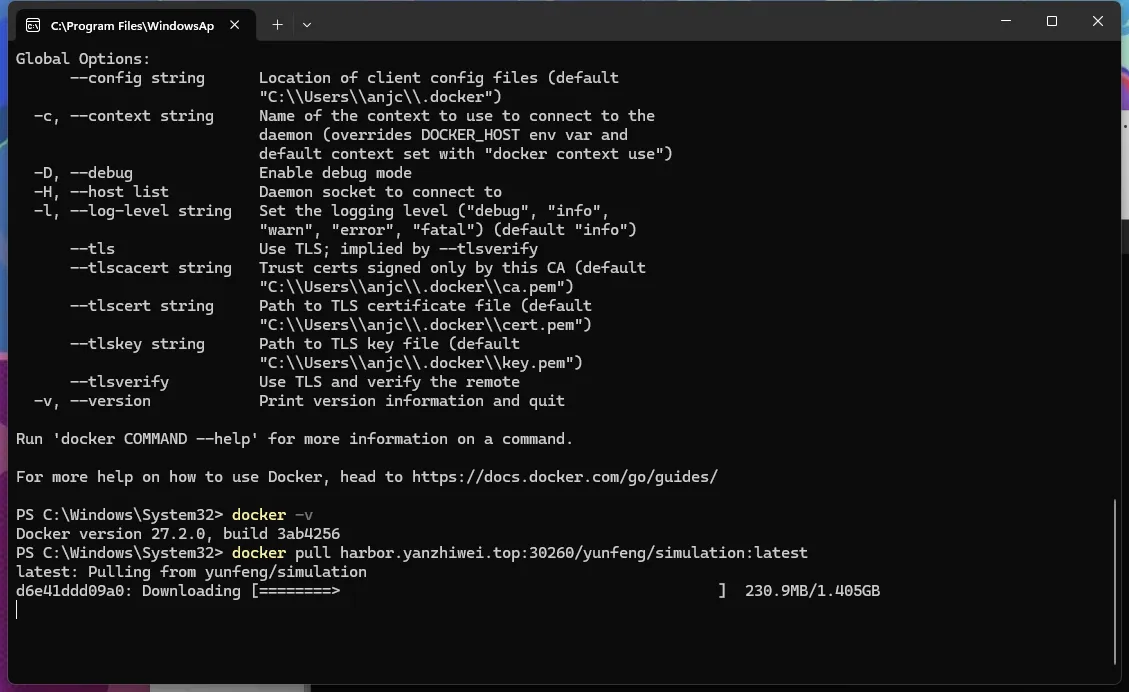 C:\Program Files\WindowsAp
Global Options:
      --config string      Location of client config files (default
                           "C:\\Users\\anjc\\.docker")
  -c, --context string     Name of the context to use to connect to the
                           daemon (overrides DOCKER_HOST env var and
                           default context set with "docker context use")
  -D, --debug              Enable debug mode
  -H, --host list          Daemon socket to connect to
  -l, --log-level string   Set the logging level ("debug", "info",
                           "warn", "error", "fatal") (default "info")
      --tls                Use TLS; implied by --tlsverify
      --tlscacert string   Trust certs signed only by this CA (default
                           "C:\\Users\\anjc\\.docker\\ca.pem")
      --tlscert string     Path to TLS certificate file (default
                           "C:\\Users\\anjc\\.docker\\cert.pem")
      --tlskey string      Path to TLS key file (default
                           "C:\\Users\\anjc\\.docker\\key.pem")
      --tlsverify          Use TLS and verify the remote
  -v, --version            Print version information and quit
Run 'docker COMMAND --help' for more information on a command.
For more help on how to use Docker, head to https://docs.docker.com/go/guides/
PS C:\Windows\System32> docker -v
Docker version 27.2.0, build 3ab4256
PS C:\Windows\System32> docker pull harbor.yanzhiwei.top:30260/yunfeng/simulation:latest
latest: Pulling from yunfeng/simulation
d6e41ddd09a0: Downloading [========>                                          ]  230.9MB/1.405GB